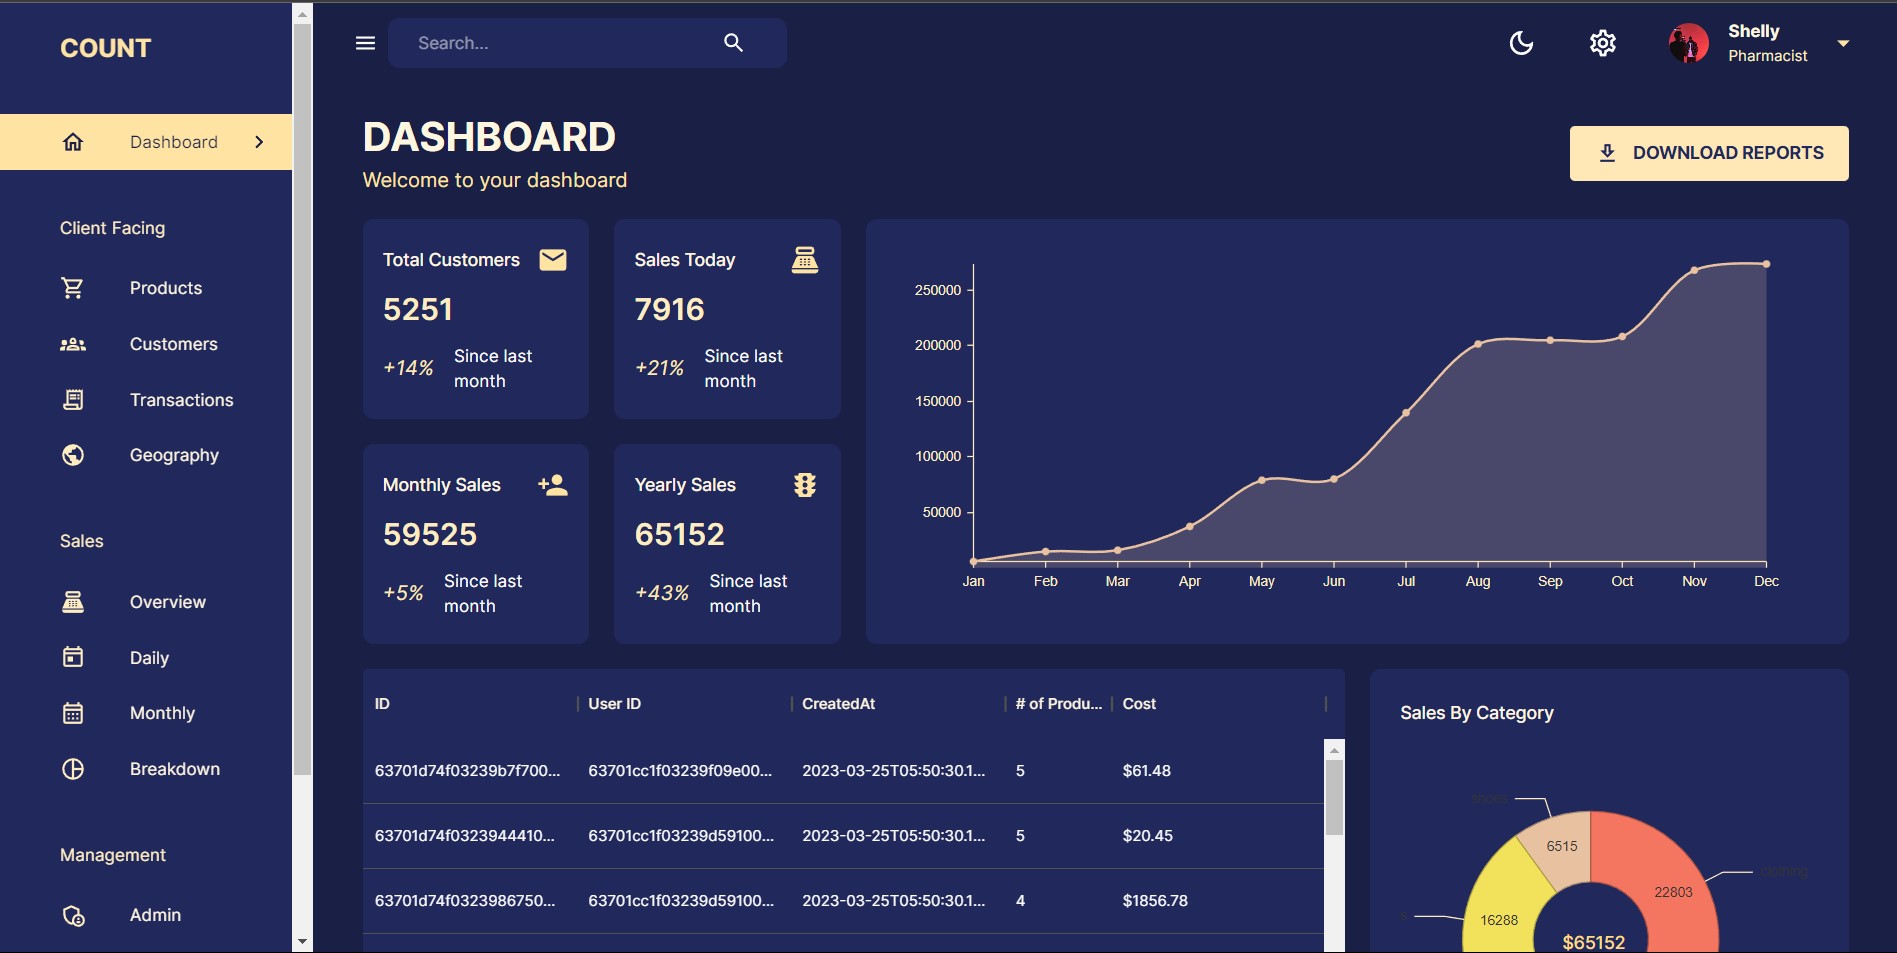 COUNT
Search...
Shelly
Pharmacist
Dashboard
Client Facing
Products
Customers
Transactions
Geography
Sales
Overview
Daily
Monthly
Breakdown
Management
Admin
DASHBOARD
Welcome to your dashboard
DOWNLOAD REPORTS
Total Customers
5251
+14% Since last
month
Sales Today
7916
+21% Since last
month
Monthly Sales
59525
+5% Since last
month
Yearly Sales
65152
+43% Since last
month
250000
200000
150000
100000
50000
Jan Feb Mar Apr May Jun Jul Aug Sep Oct Nov Dec
ID User ID CreatedAt # of Produ... Cost
63701d74f03239b7f700... 63701cc1f03239f09e00... 2023-03-25T05:50:30.1... 5 $61.48
63701d74f0323944410... 63701cc1f03239d59100... 2023-03-25T05:50:30.1... 5 $20.45
63701d74f0323986750... 63701cc1f03239d59100... 2023-03-25T05:50:30.1... 4 $1856.78
Sales By Category
shoes
6515
clothing
22803
16288
$65152